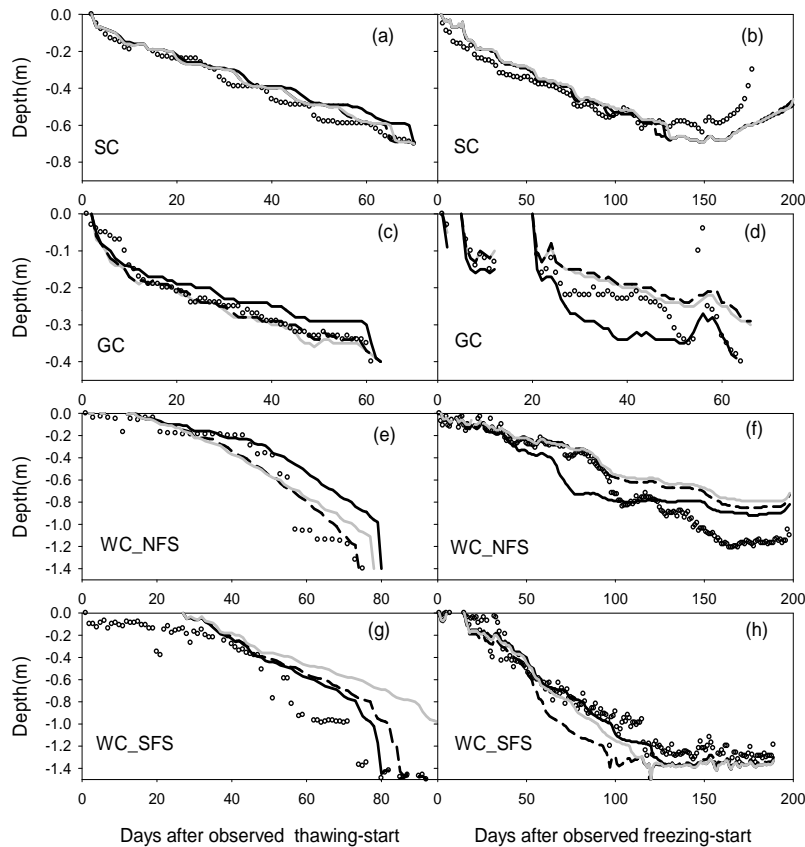 0.0
-0.2
-0.4
-0.6
-0.8
Depth(m)
(a)
SC
0 20 40 60
(b)
SC
0 50 100 150 200
0.0
-0.1
-0.2
-0.3
-0.4
Depth(m)
(c)
GC
0 20 40 60
(d)
GC
0 20 40 60
0.0
-0.2
-0.4
-0.6
-0.8
-1.0
-1.2
-1.4
Depth(m)
(e)
WC_NFS
0 20 40 60 80
(f)
WC_NFS
0 50 100 150 200
0.0
-0.2
-0.4
-0.6
-0.8
-1.0
-1.2
-1.4
Depth(m)
(g)
WC_SFS
0 20 40 60 80
(h)
WC_SFS
0 50 100 150 200
Days after observed thawing-start
Days after observed freezing-start